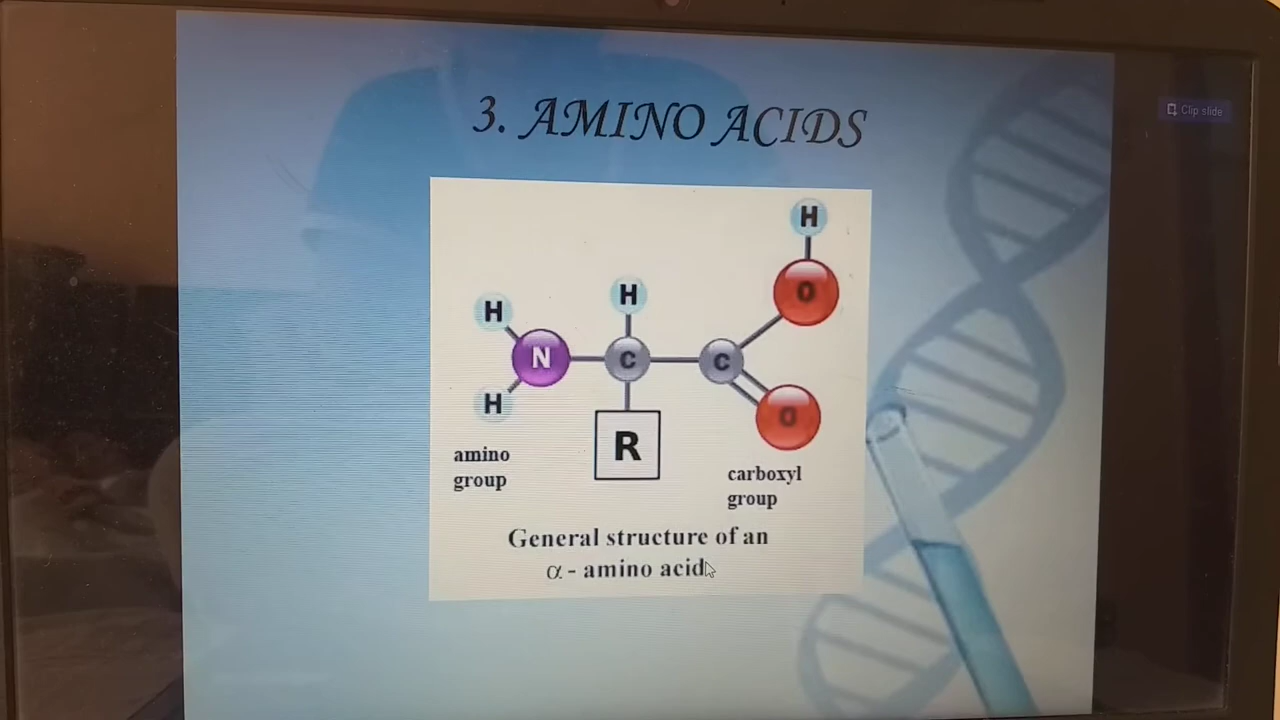 3. AMINO ACIDS
Clip slide
H
H
H
O
N
C
C
H
O
R
amino
group
carboxyl
group
General structure of an
α - amino acid